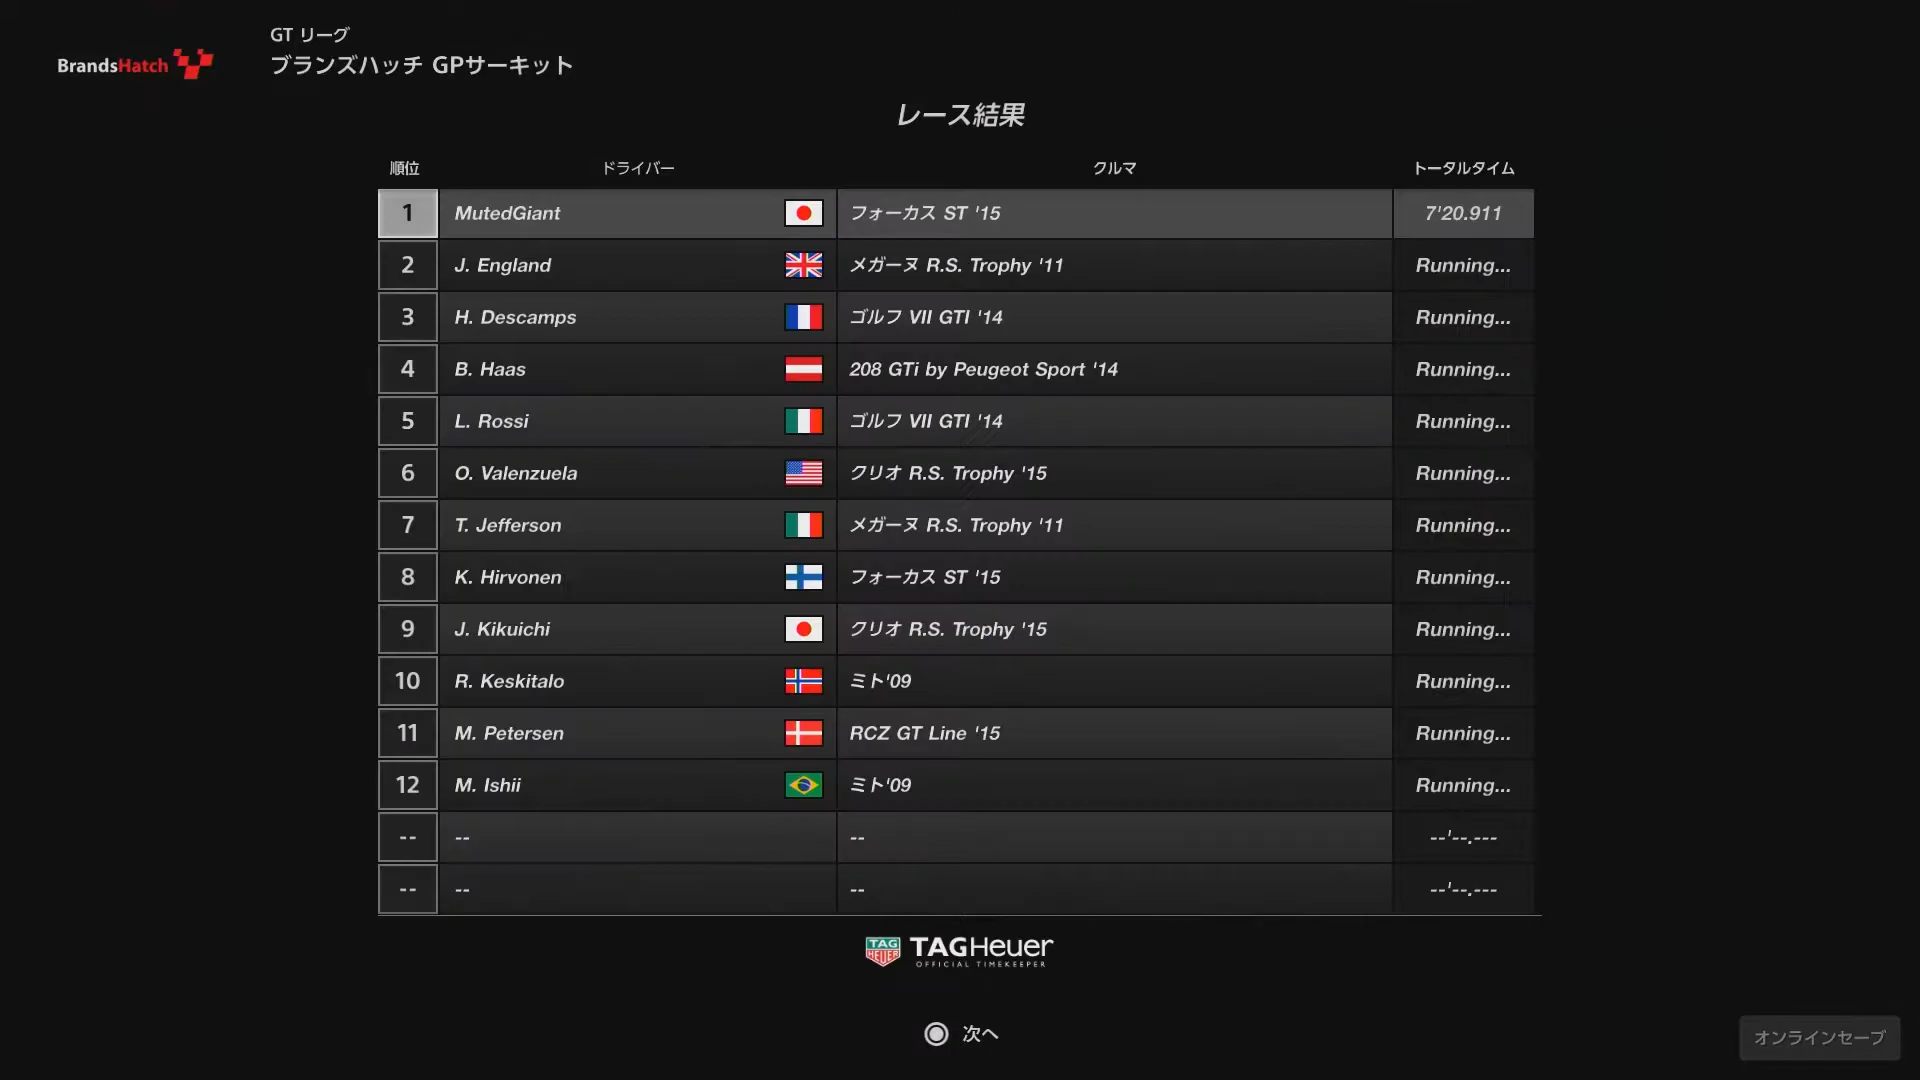 GT リーグ
BrandsHatch ブランズハッチ GPサーキット
レース結果
順位 ドライバー クルマ トータルタイム
1 MutedGiant フォーカス ST '15 7'20.911
2 J. England メガーヌ R.S. Trophy '11 Running...
3 H. Descamps ゴルフ VII GTI '14 Running...
4 B. Haas 208 GTi by Peugeot Sport '14 Running...
5 L. Rossi ゴルフ VII GTI '14 Running...
6 O. Valenzuela クリオ R.S. Trophy '15 Running...
7 T. Jefferson メガーヌ R.S. Trophy '11 Running...
8 K. Hirvonen フォーカス ST '15 Running...
9 J. Kikuichi クリオ R.S. Trophy '15 Running...
10 R. Keskitalo ミト'09 Running...
11 M. Petersen RCZ GT Line '15 Running...
12 M. Ishii ミト'09 Running...
-- -- -- --'--.---
-- -- -- --'--.---
TAG HEUER TAGHeuer
OFFICIAL TIMEKEEPER
次へ
オンラインセーブ